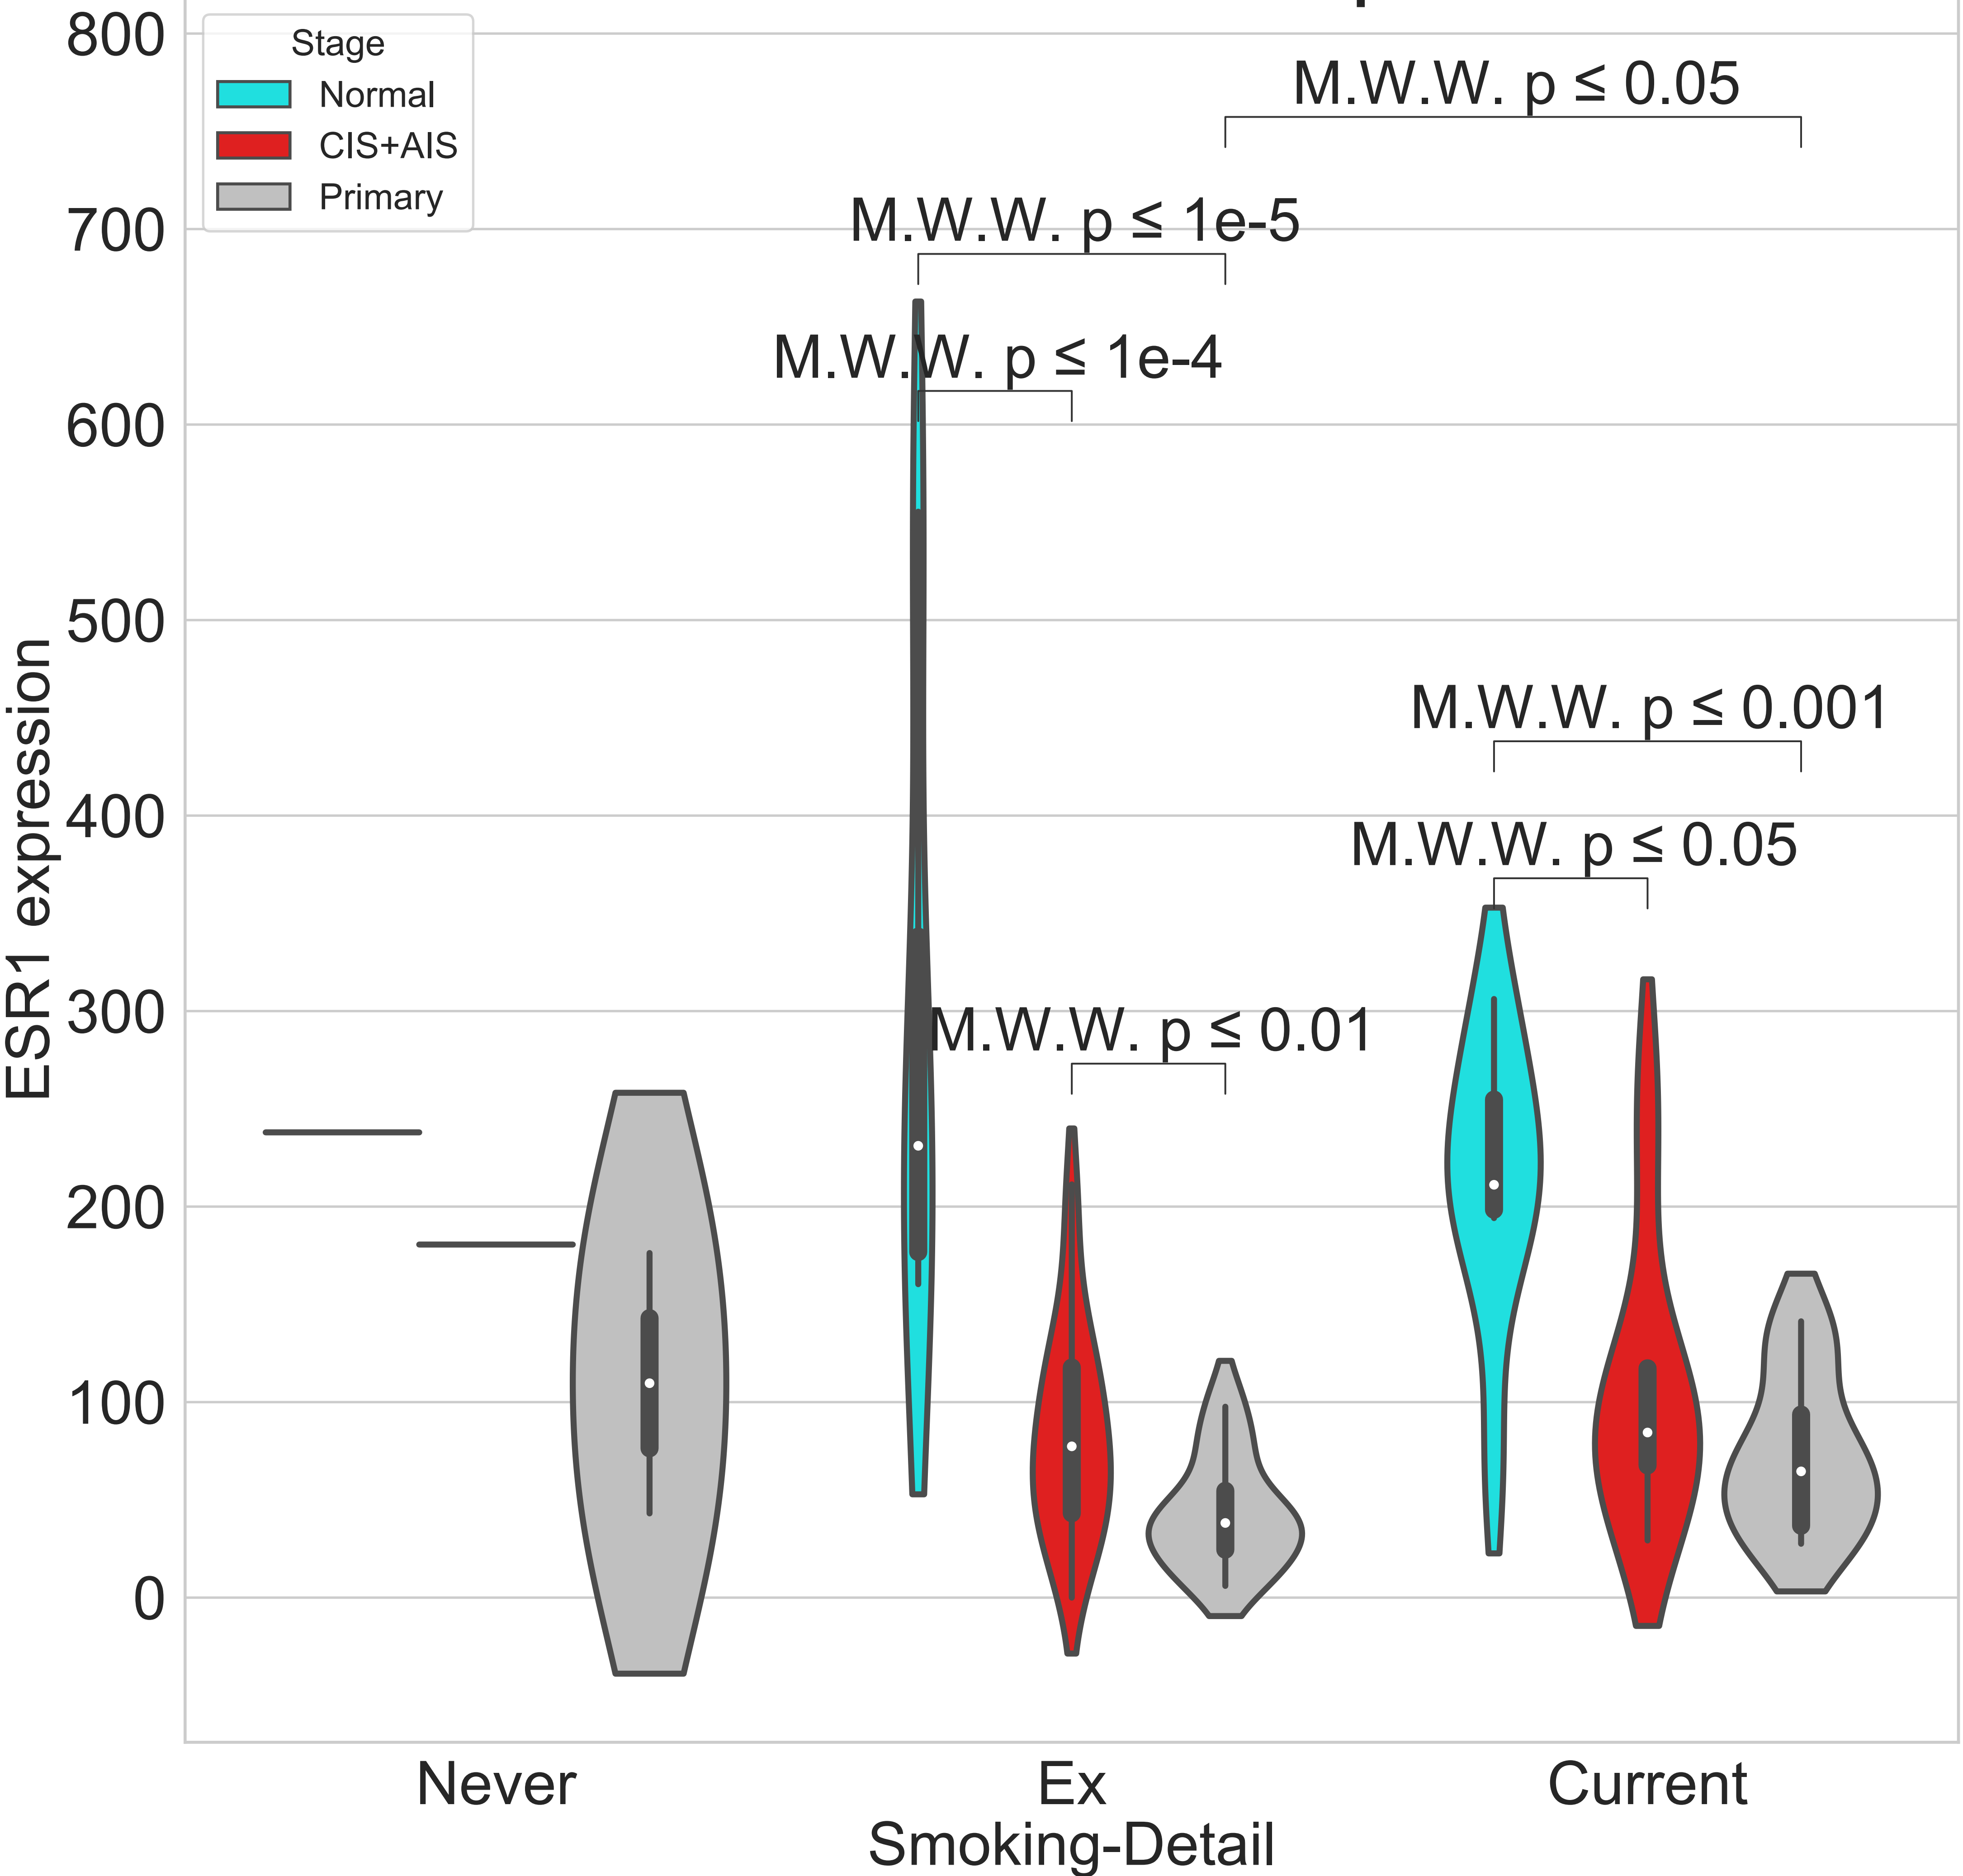 800
700
600
500
400
300
200
100
0
ESR1 expression
Stage
Normal
CIS+AIS
Primary
M.W.W. p ≤ 0.05
M.W.W. p ≤ 1e-5
M.W.W. p ≤ 1e-4
M.W.W. p ≤ 0.001
M.W.W. p ≤ 0.05
M.W.W. p ≤ 0.01
Never
Ex
Current
Smoking-Detail